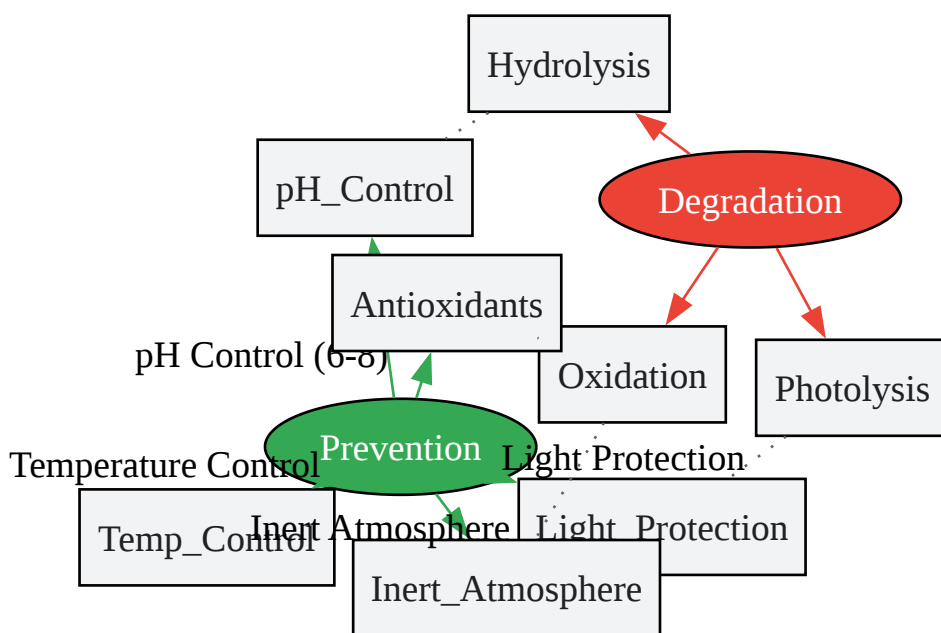 Hydrolysis
pH_Control
Degradation
Antioxidants
pH Control (6-8)
Oxidation
Photolysis
Prevention
Temperature Control
Light Protection
Temp_Control
Inert Atmosphere
Light_Protection
Inert_Atmosphere